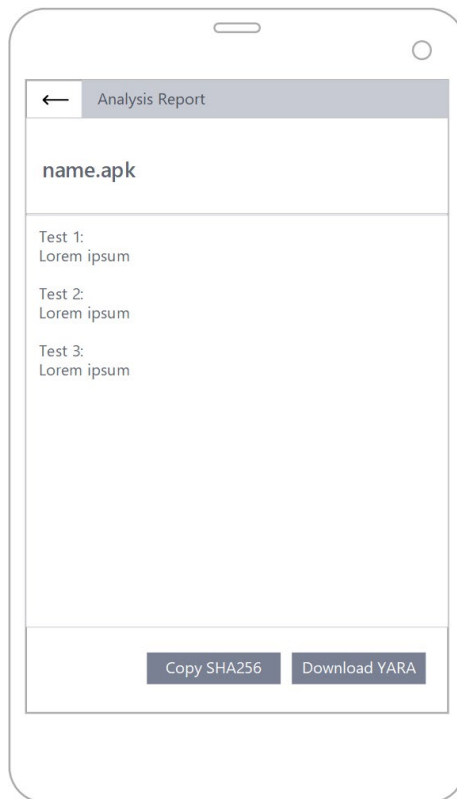 Analysis Report
name.apk
Test 1:
Lorem ipsum
Test 2:
Lorem ipsum
Test 3:
Lorem ipsum
Copy SHA256
Download YARA